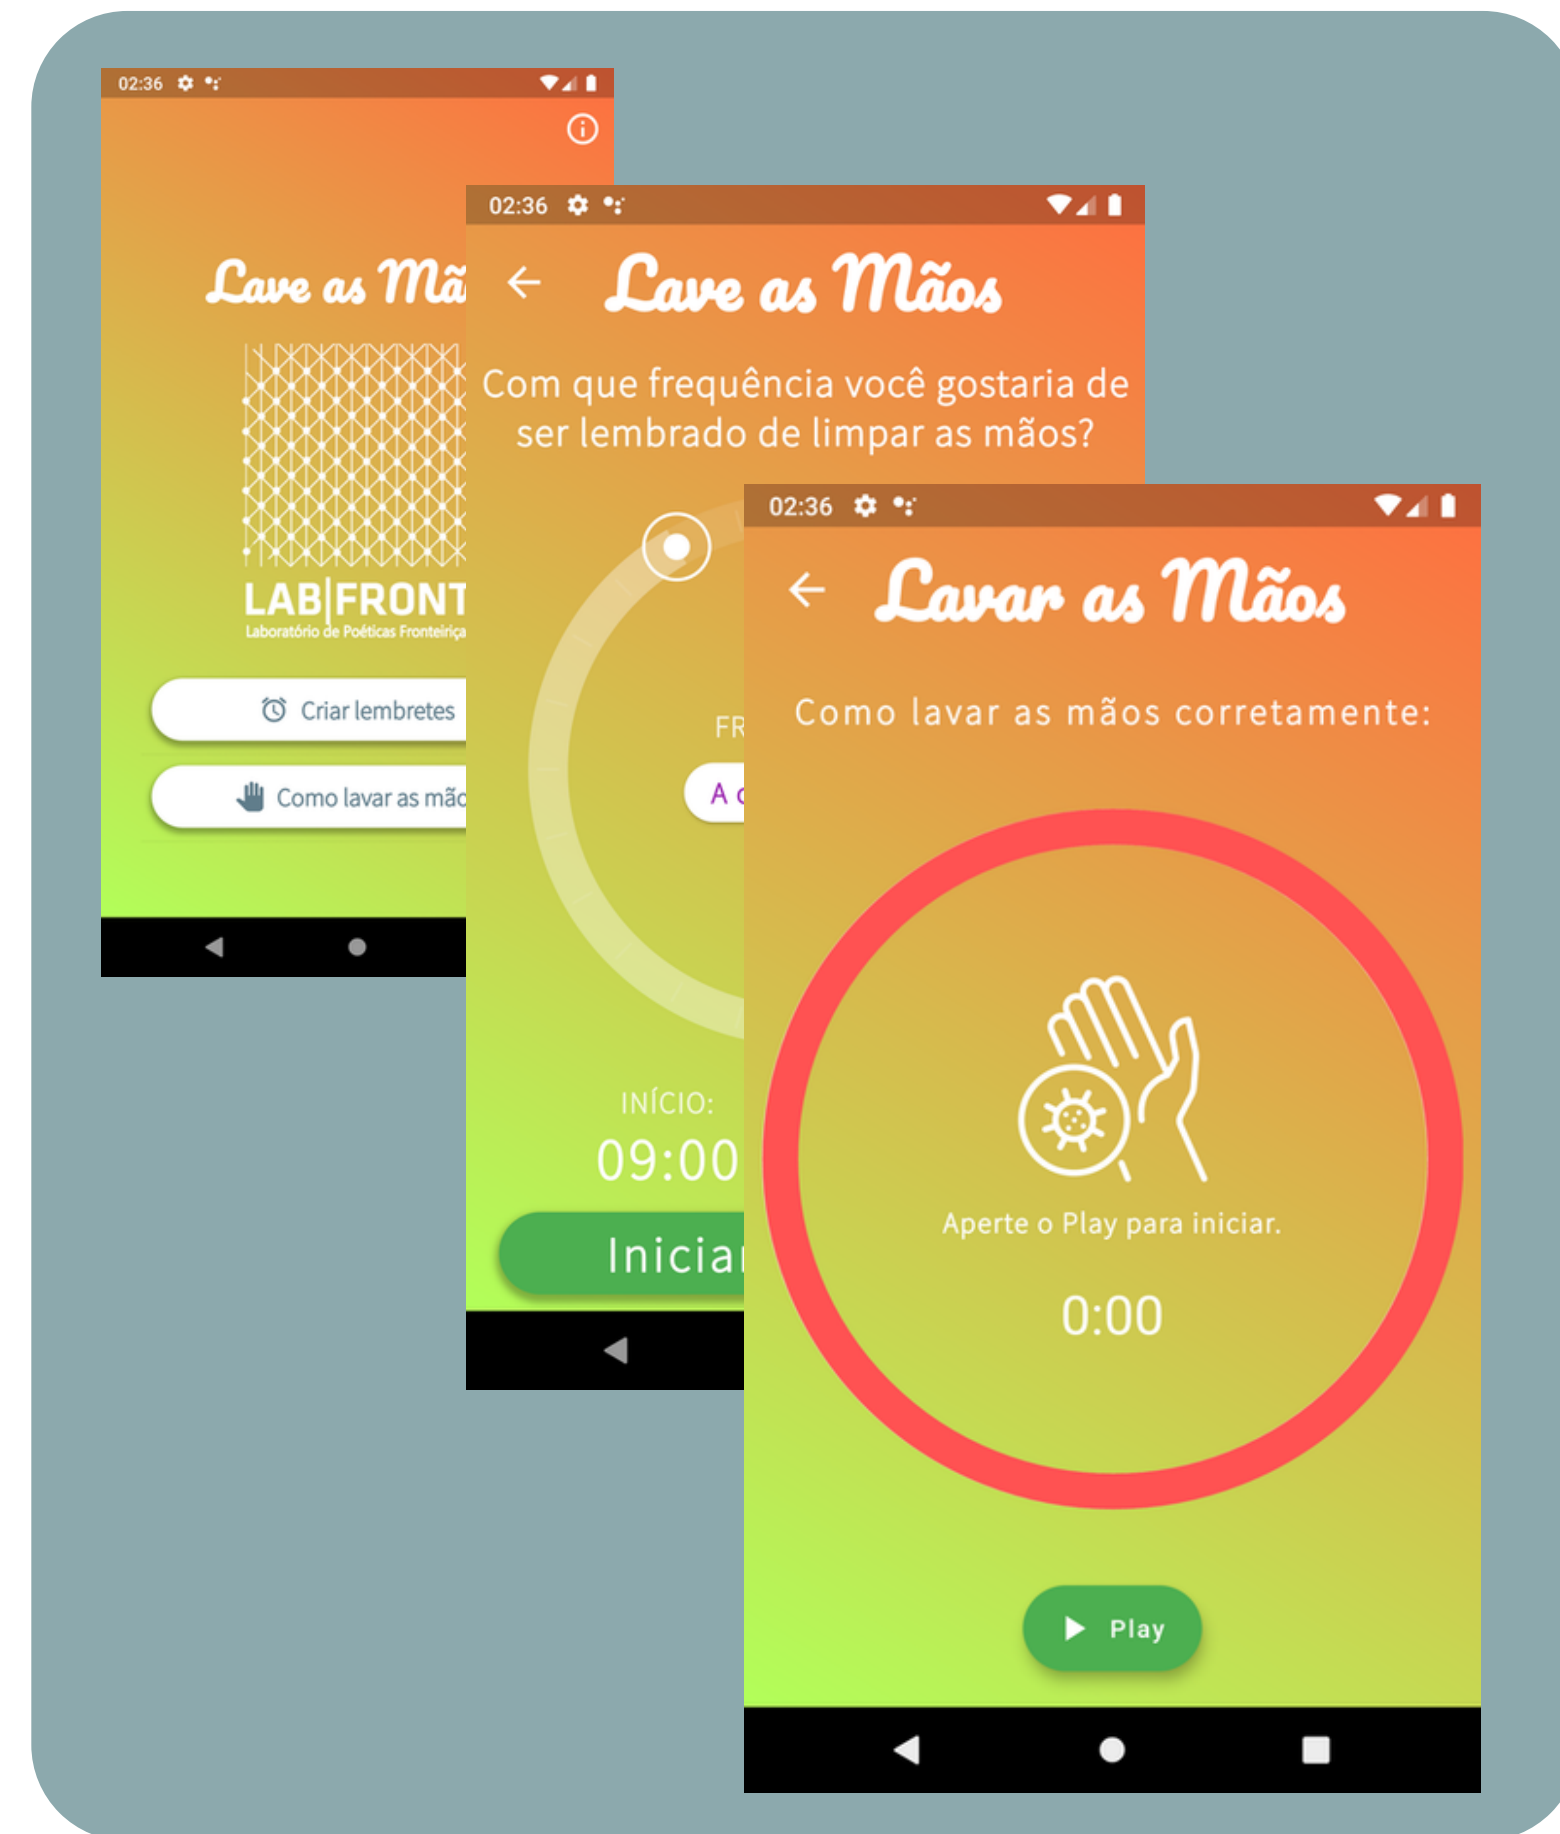 02:36
Lave as Mã
LAB|FRONT
Laboratório de Poéticas Fronteiriça
Criar lembretes
Como lavar as mão
02:36
Lave as Mãos
Com que frequência você gostaria de
ser lembrado de limpar as mãos?
FR
A
INÍCIO:
09:00
Iniciar
02:36
Lavar as Mãos
Como lavar as mãos corretamente:
Aperte o Play para iniciar.
0:00
Play